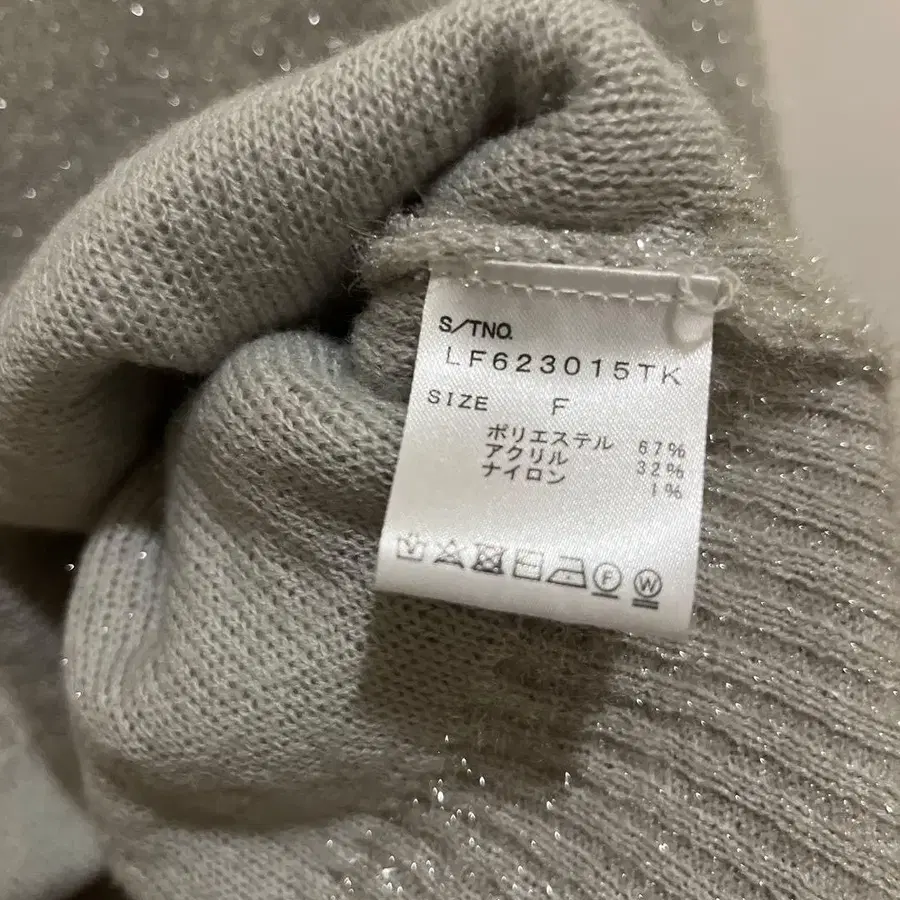 S/TNO.
LF623015TK
SIZE F
ポリエステル 67%
アクリル 32%
ナイロン 1%
F W